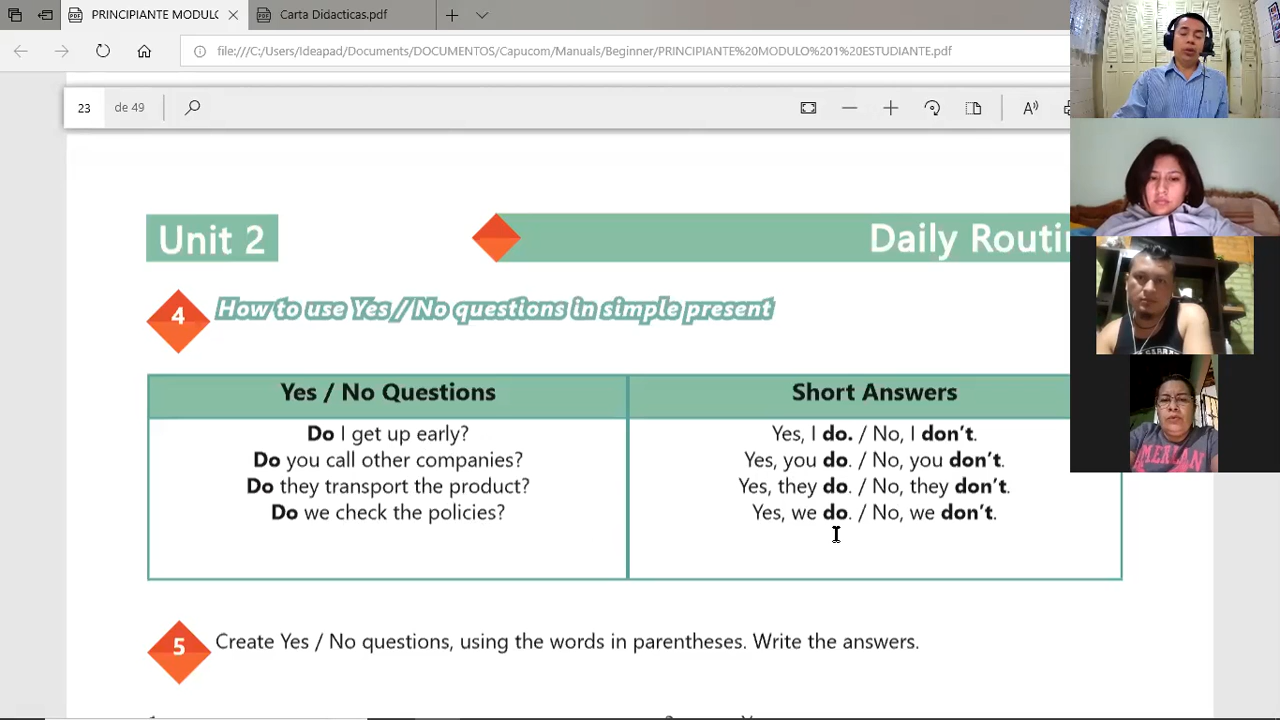 PRINCIPIANTE MODULO
Carta Didacticas.pdf
file:///C:/Users/Ideapad/Documents/DOCUMENTOS/Capucom/Manuals/Beginner/PRINCIPIANTE%20MODULO%201%20ESTUDIANTE.pdf
23 de 49
Unit 2
Daily Routin
4 How to use Yes / No questions in simple present
Yes / No Questions
Short Answers
Do I get up early?
Yes, I do. / No, I don't.
Do you call other companies?
Yes, you do. / No, you don't.
Do they transport the product?
Yes, they do. / No, they don't.
Do we check the policies?
Yes, we do. / No, we don't.
5 Create Yes / No questions, using the words in parentheses. Write the answers.